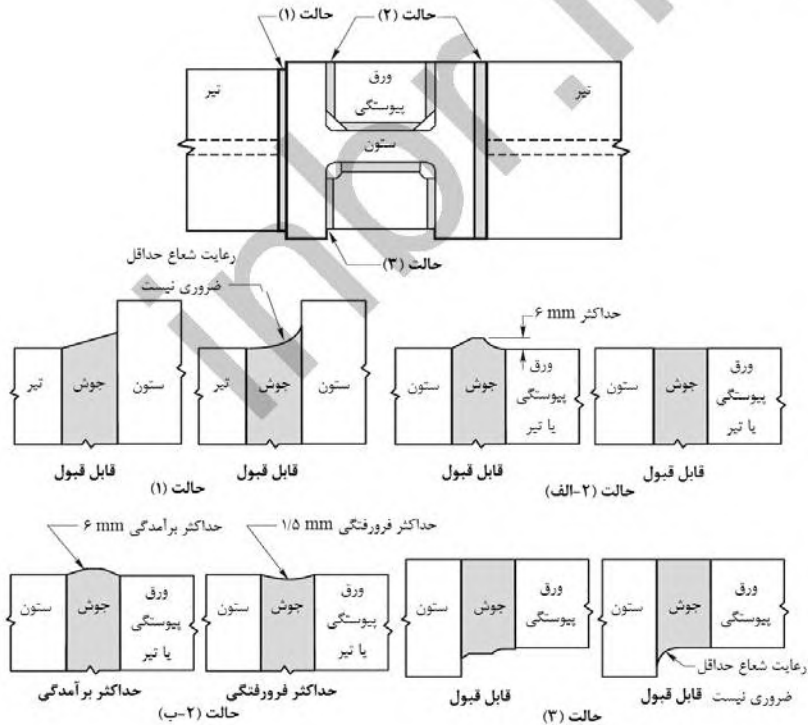 حالت (۱)
حالت (۲)
تیر
ورق
پیوستگی
تیر
ستون
حالت (۳)
رعایت شعاع حداقل
ضروری نیست
حداکثر ۶ mm
تیر
جوش
ستون
تیر
جوش
ستون
ستون
جوش
ورق
پیوستگی
یا تیر
ستون
جوش
ورق
پیوستگی
یا تیر
قابل قبول
قابل قبول
قابل قبول
قابل قبول
حالت (۱)
حالت (۲-الف)
حداکثر برآمدگی ۶ mm
حداکثر فرورفتگی ۱/۵ mm
ستون
جوش
ورق
پیوستگی
یا تیر
ستون
جوش
ورق
پیوستگی
یا تیر
ستون
جوش
ورق
پیوستگی
ستون
جوش
ورق
پیوستگی
رعایت شعاع حداقل
ضروری نیست
حداکثر برآمدگی
حداکثر فرورفتگی
قابل قبول
قابل قبول
حالت (۲-ب)
حالت (۳)
inbr.ir